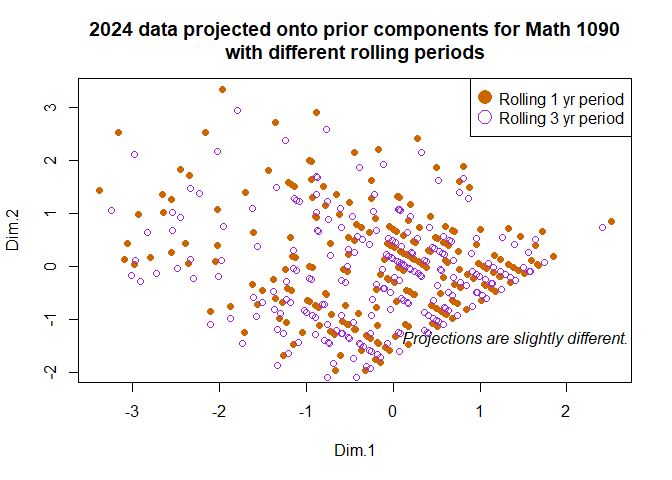 2024 data projected onto prior components for Math 1090
with different rolling periods
Rolling 1 yr period
Rolling 3 yr period
3
2
1
0
-1
-2
Dim.2
Projections are slightly different.
-3
-2
-1
0
1
2
Dim.1